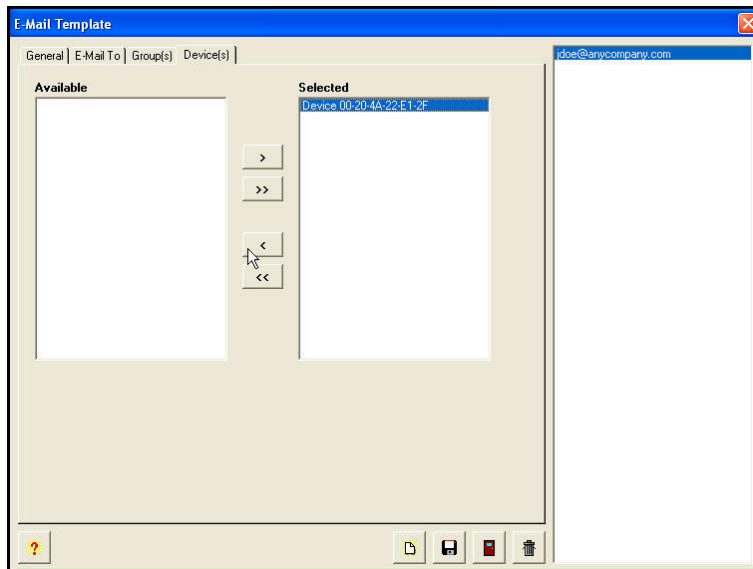 E-Mail Template
General E-Mail To Group(s) Device(s)
jdoe@anycompany.com
Available
Selected
Device 00-20-4A-22-E1-2F
>
>>
<
<<
?